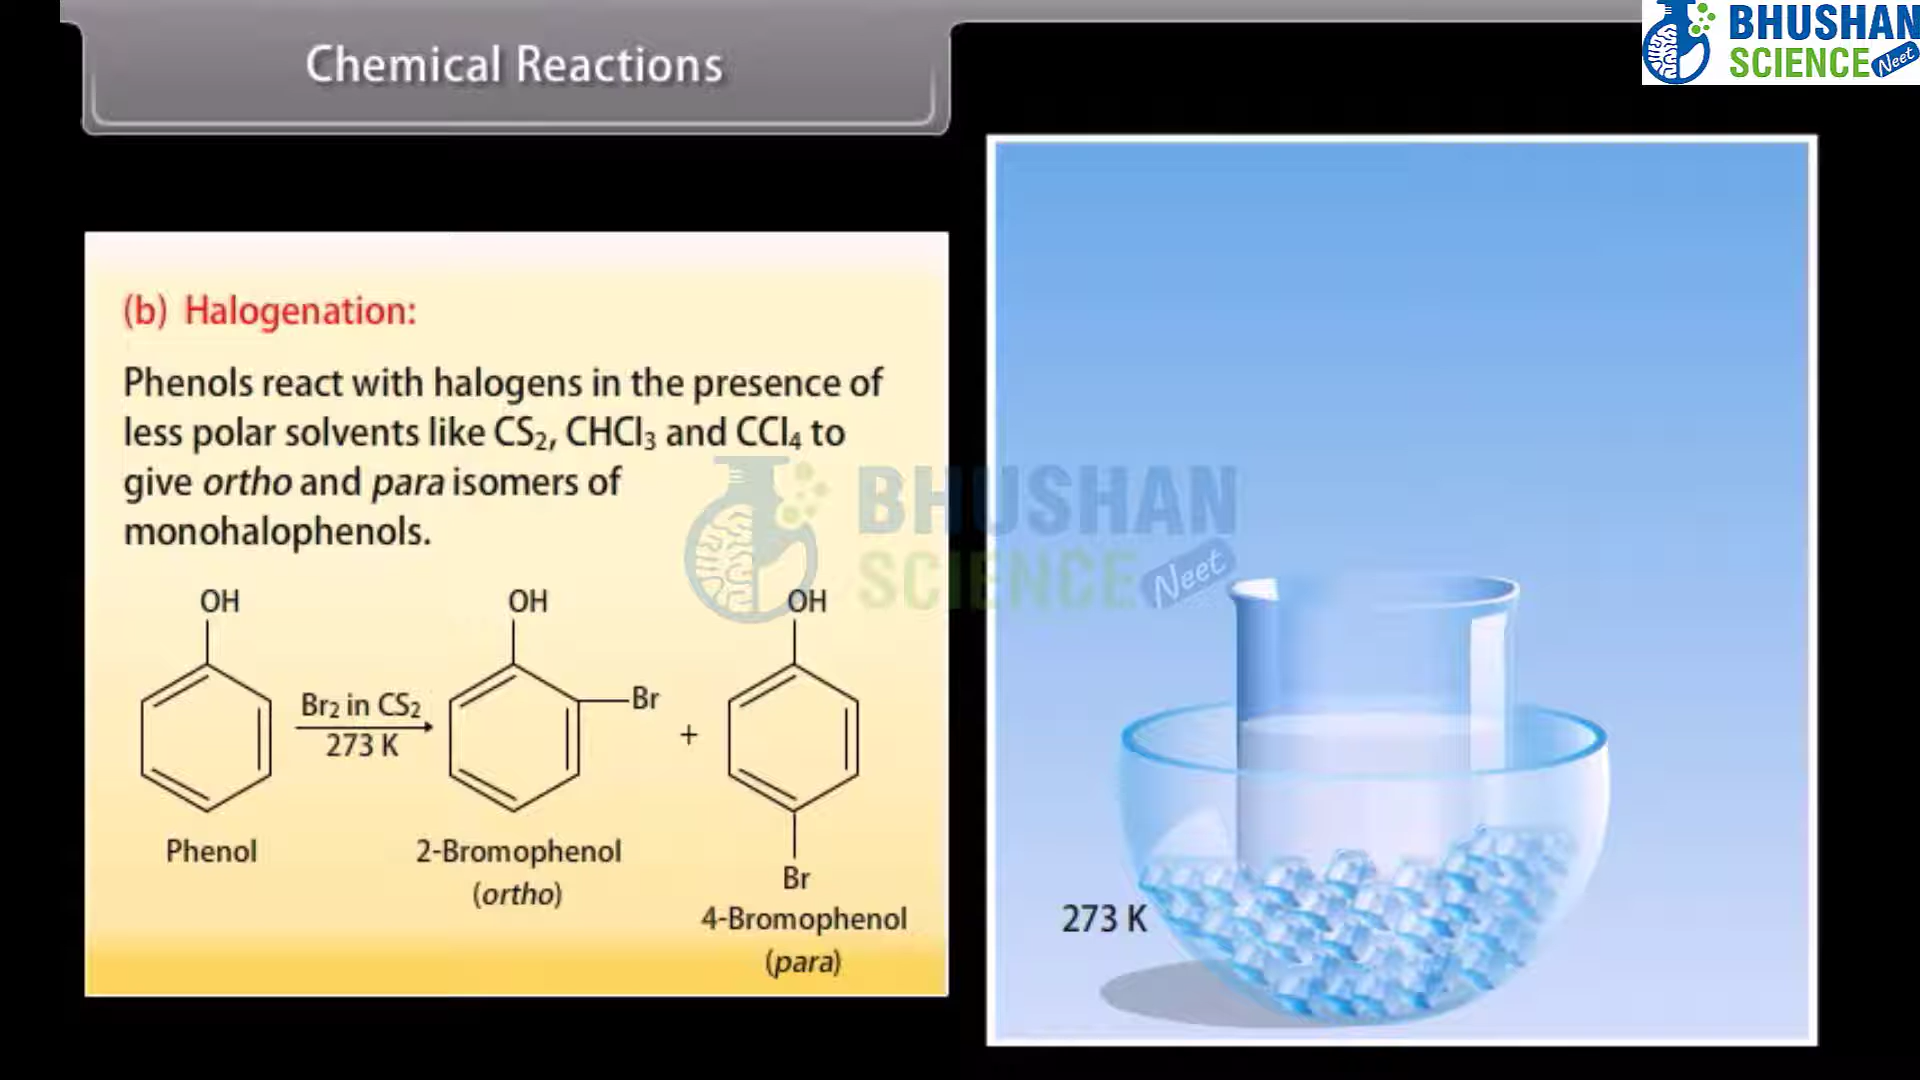 Chemical Reactions
BHUSHAN
SCIENCE Neet
(b) Halogenation:
Phenols react with halogens in the presence of
less polar solvents like CS₂, CHCl₃ and CCl₄ to
give ortho and para isomers of
monohalophenols.
BHUSHAN
SCIENCE Neet
OH OH OH
Br₂ in CS₂
273 K
Br
+
Phenol
2-Bromophenol
(ortho)
Br
4-Bromophenol
(para)
273 K